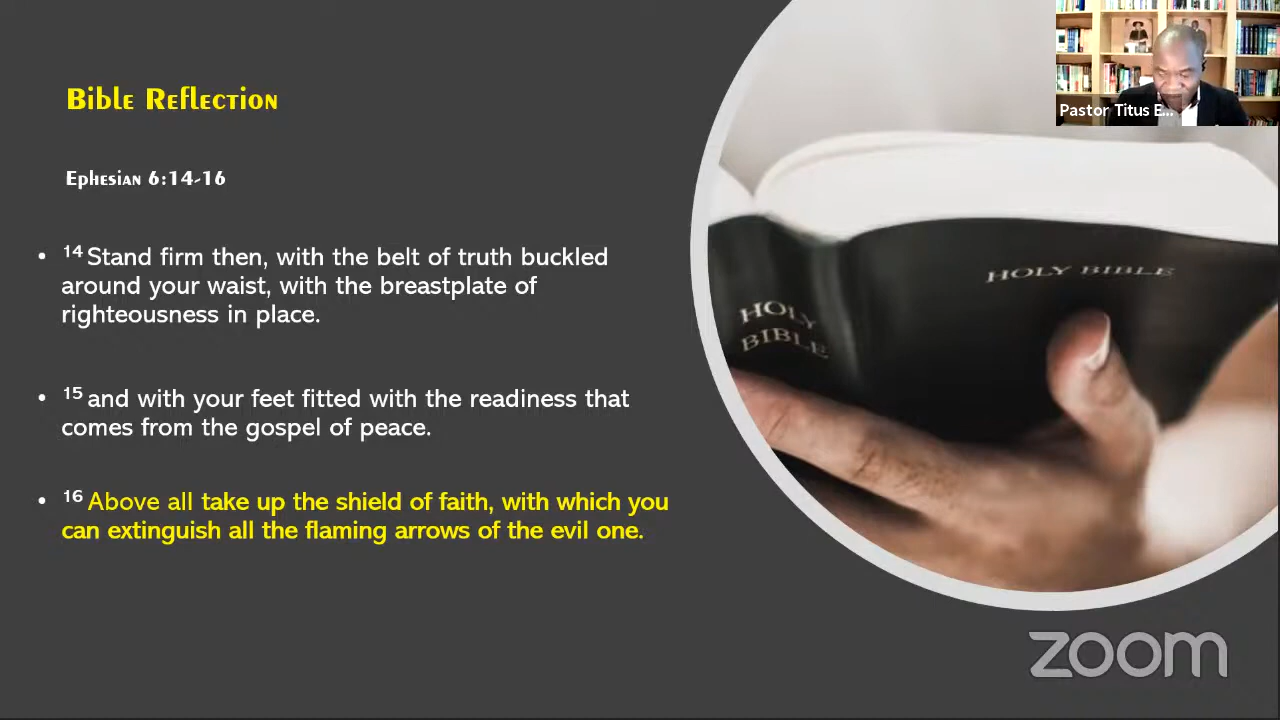 Bible Reflection
Ephesian 6:14-16
• 14 Stand firm then, with the belt of truth buckled
around your waist, with the breastplate of
righteousness in place.
• 15 and with your feet fitted with the readiness that
comes from the gospel of peace.
• 16 Above all take up the shield of faith, with which you
can extinguish all the flaming arrows of the evil one.
Pastor Titus E...
HOLY BIBLE
HOLY
BIBLE
zoom